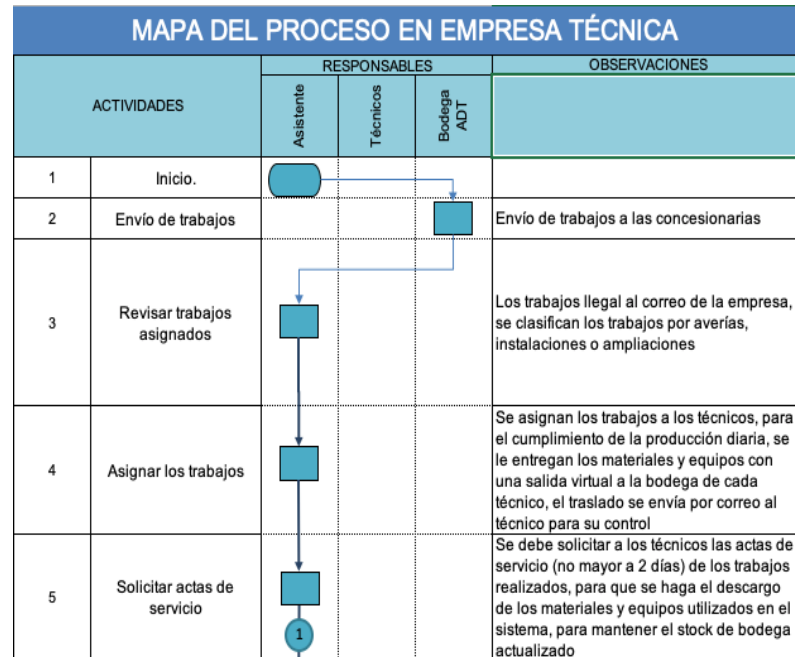 MAPA DEL PROCESO EN EMPRESA TÉCNICA
RESPONSABLES
OBSERVACIONES
ACTIVIDADES
Asistente
Técnicos
Bodega
ADT
1
Inicio.
2
Envío de trabajos
Envío de trabajos a las concesionarias
3
Revisar trabajos
asignados
Los trabajos llegal al correo de la empresa,
se clasifican los trabajos por averías,
instalaciones o ampliaciones
4
Asignar los trabajos
Se asignan los trabajos a los técnicos, para
el cumplimiento de la producción diaria, se
le entregan los materiales y equipos con
una salida virtual a la bodega de cada
técnico, el traslado se envía por correo al
técnico para su control
5
Solicitar actas de
servicio
Se debe solicitar a los técnicos las actas de
servicio (no mayor a 2 días) de los trabajos
realizados, para que se haga el descargo
de los materiales y equipos utilizados en el
sistema, para mantener el stock de bodega
actualizado
1